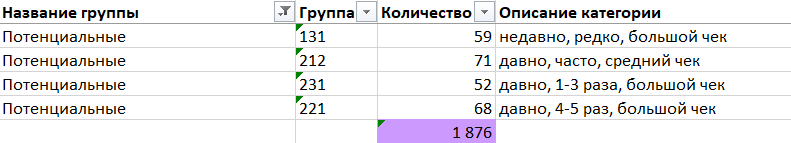 Название группы Группа Количество Описание категории
Потенциальные 131 59 недавно, редко, большой чек
Потенциальные 212 71 давно, часто, средний чек
Потенциальные 231 52 давно, 1-3 раза, большой чек
Потенциальные 221 68 давно, 4-5 раз, большой чек
1 876